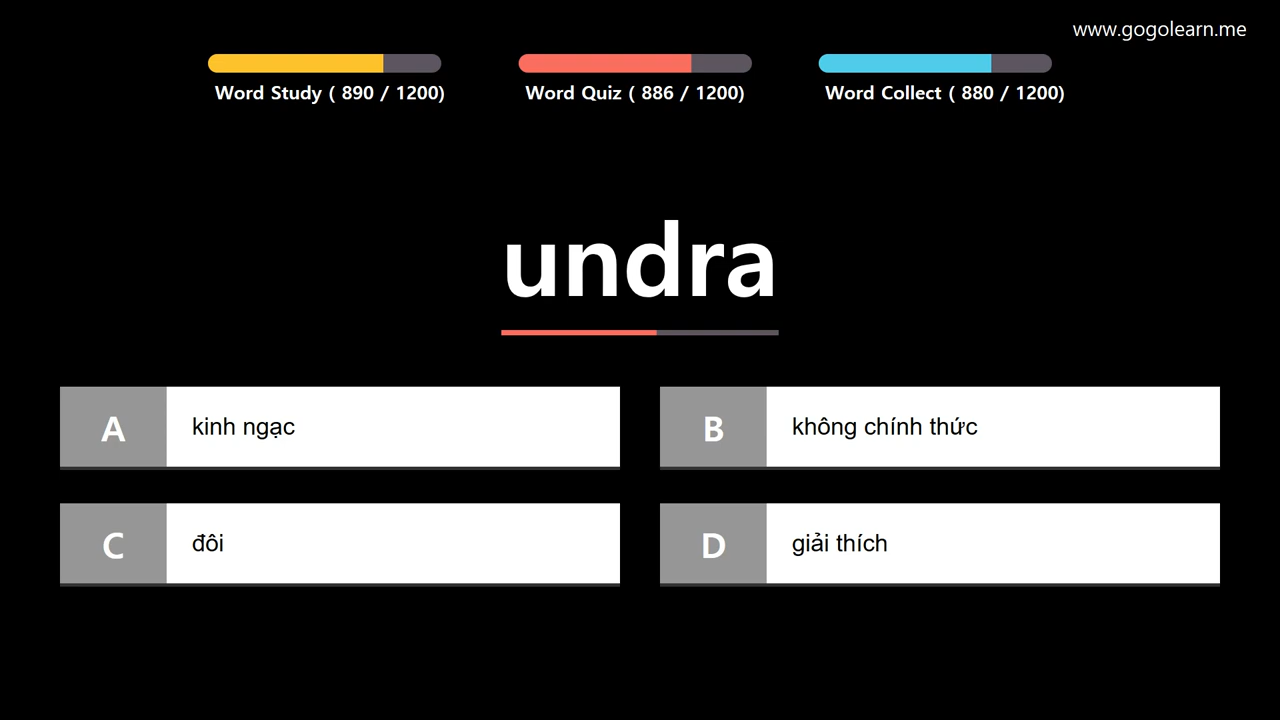 www.gogolearn.me
Word Study ( 890 / 1200)
Word Quiz ( 886 / 1200)
Word Collect ( 880 / 1200)
undra
A
kinh ngạc
B
không chính thức
C
đôi
D
giải thích